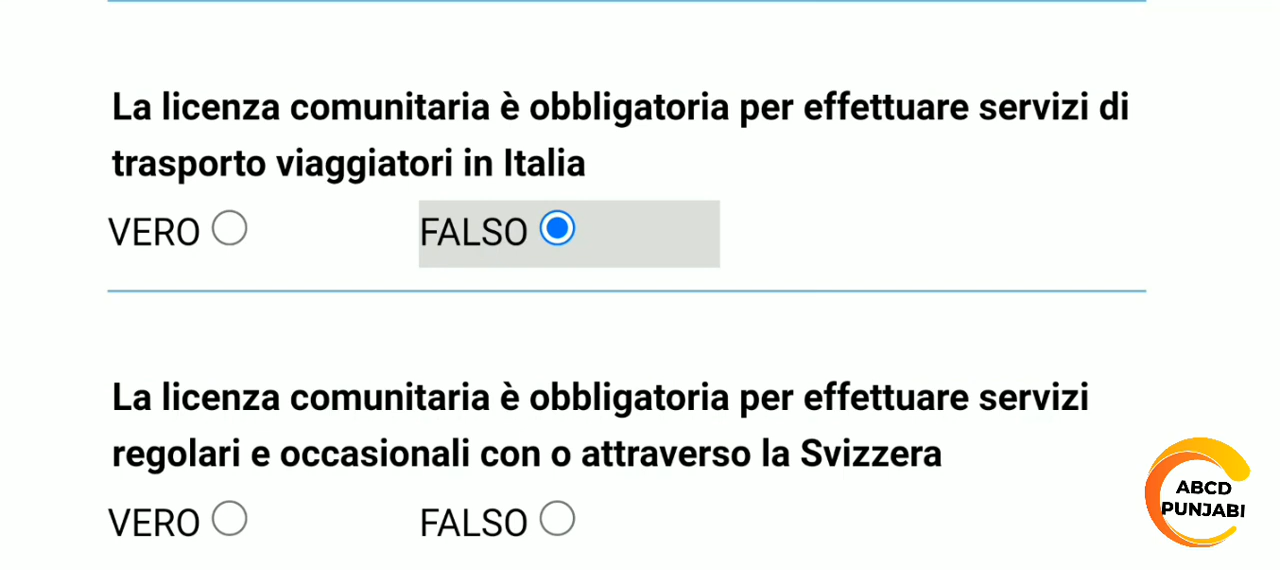 La licenza comunitaria è obbligatoria per effettuare servizi di
trasporto viaggiatori in Italia
VERO FALSO
La licenza comunitaria è obbligatoria per effettuare servizi
regolari e occasionali con o attraverso la Svizzera
VERO FALSO
ABCD
PUNJABI